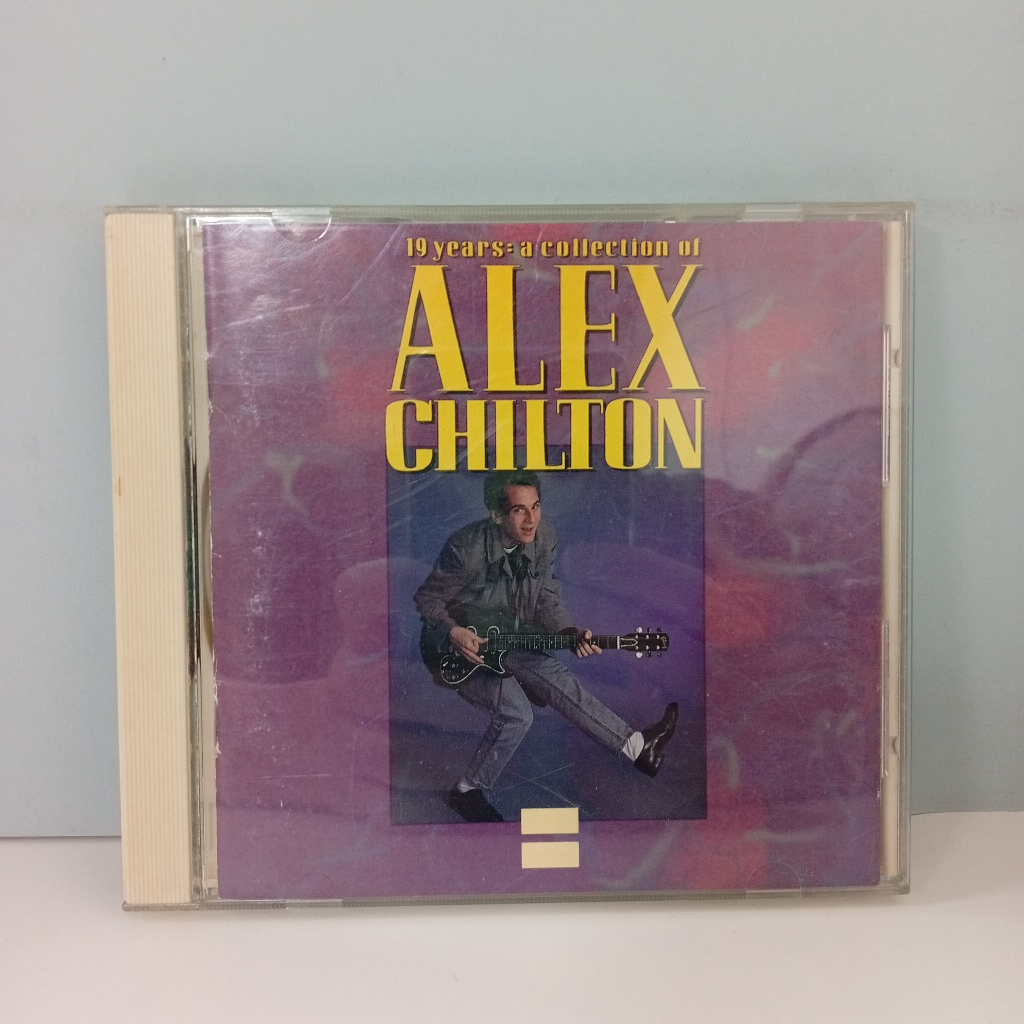 19 years: a collection of
ALEX
CHILTON